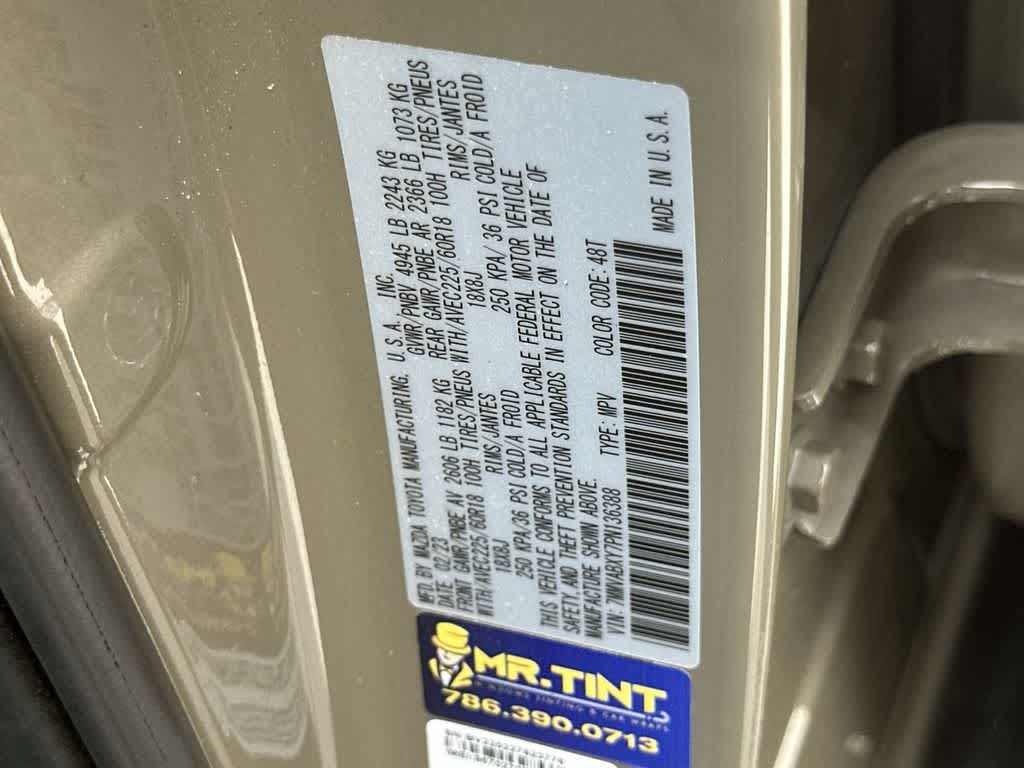 MFD. BY MAZDA TOYOTA MANUFACTURING, U. S. A. INC.
DATE 02/23 GVWR/PNBV 4945 LB 2243 KG
FRONT GAWR/PNBE AV 2606 LB 1182 KG REAR GAWR/PNBE AR 2366 LB 1073 KG
WITH/AVEC225/60R18 100H TIRES/PNEUS WITH/AVEC225/60R18 100H TIRES/PNEUS
18X8J RIMS/JANTES 18X8J RIMS/JANTES
250 KPA/36 PSI COLD/A FROID 250 KPA/ 36 PSI COLD/A FROID
THIS VEHICLE CONFORMS TO ALL APPLICABLE FEDERAL MOTOR VEHICLE
SAFETY, AND THEFT PREVENTION STANDARDS IN EFFECT ON THE DATE OF
MANUFACTURE SHOWN ABOVE.
VIN: 7MMVABXY7PN136388 TYPE: MPV COLOR CODE: 48T
MADE IN U. S. A.
MR. TINT
WINDOW TINTING & CAR WRAPS
786.390.0713